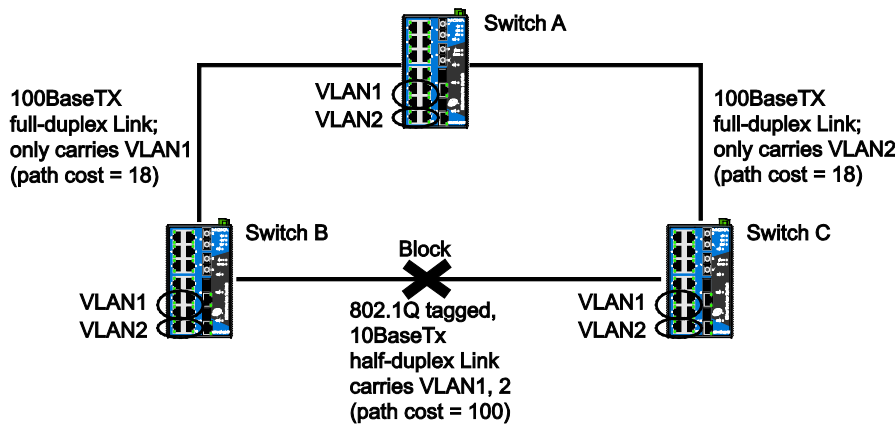 Switch A
VLAN1
VLAN2
100BaseTX
full-duplex Link;
only carries VLAN1
(path cost = 18)
100BaseTX
full-duplex Link;
only carries VLAN2
(path cost = 18)
Switch B
VLAN1
VLAN2
Block
802.1Q tagged,
10BaseTx
half-duplex Link
carries VLAN1, 2
(path cost = 100)
Switch C
VLAN1
VLAN2